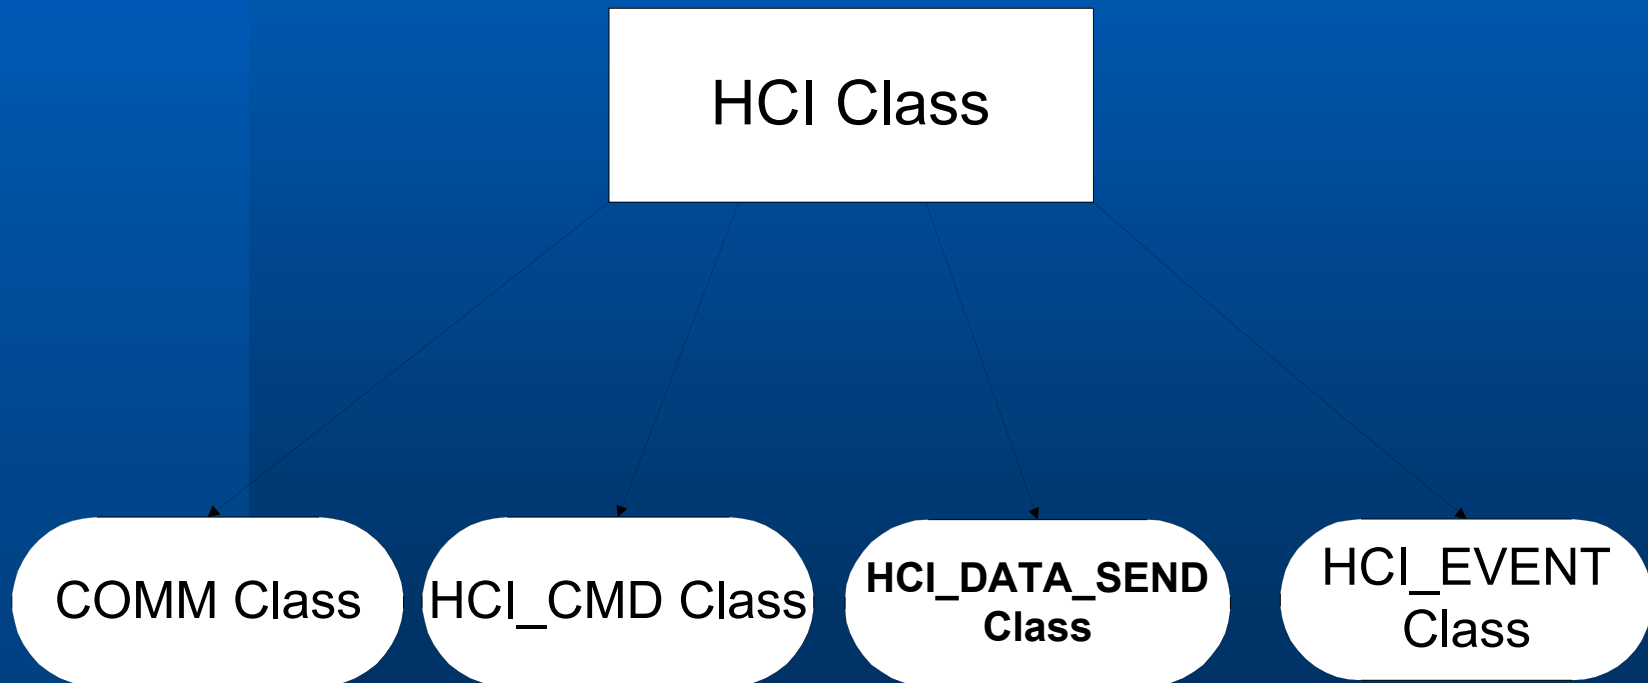 HCI Class
COMM Class
HCI_CMD Class
HCI_DATA_SEND
Class
HCI_EVENT
Class